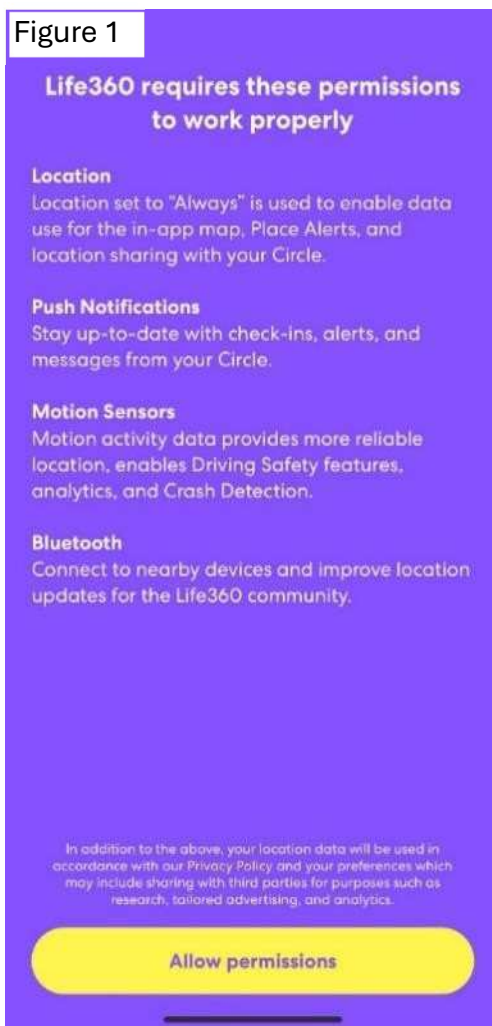 Figure 1
Life360 requires these permissions
to work properly
Location
Location set to "Always" is used to enable data
use for the in-app map, Place Alerts, and
location sharing with your Circle.
Push Notifications
Stay up-to-date with check-ins, alerts, and
messages from your Circle.
Motion Sensors
Motion activity data provides more reliable
location, enables Driving Safety features,
analytics, and Crash Detection.
Bluetooth
Connect to nearby devices and improve location
updates for the Life360 community.
In addition to the above, your location data will be used in
accordance with our Privacy Policy and your preferences which
may include sharing with third parties for purposes such as
research, tailored advertising, and analytics.
Allow permissions